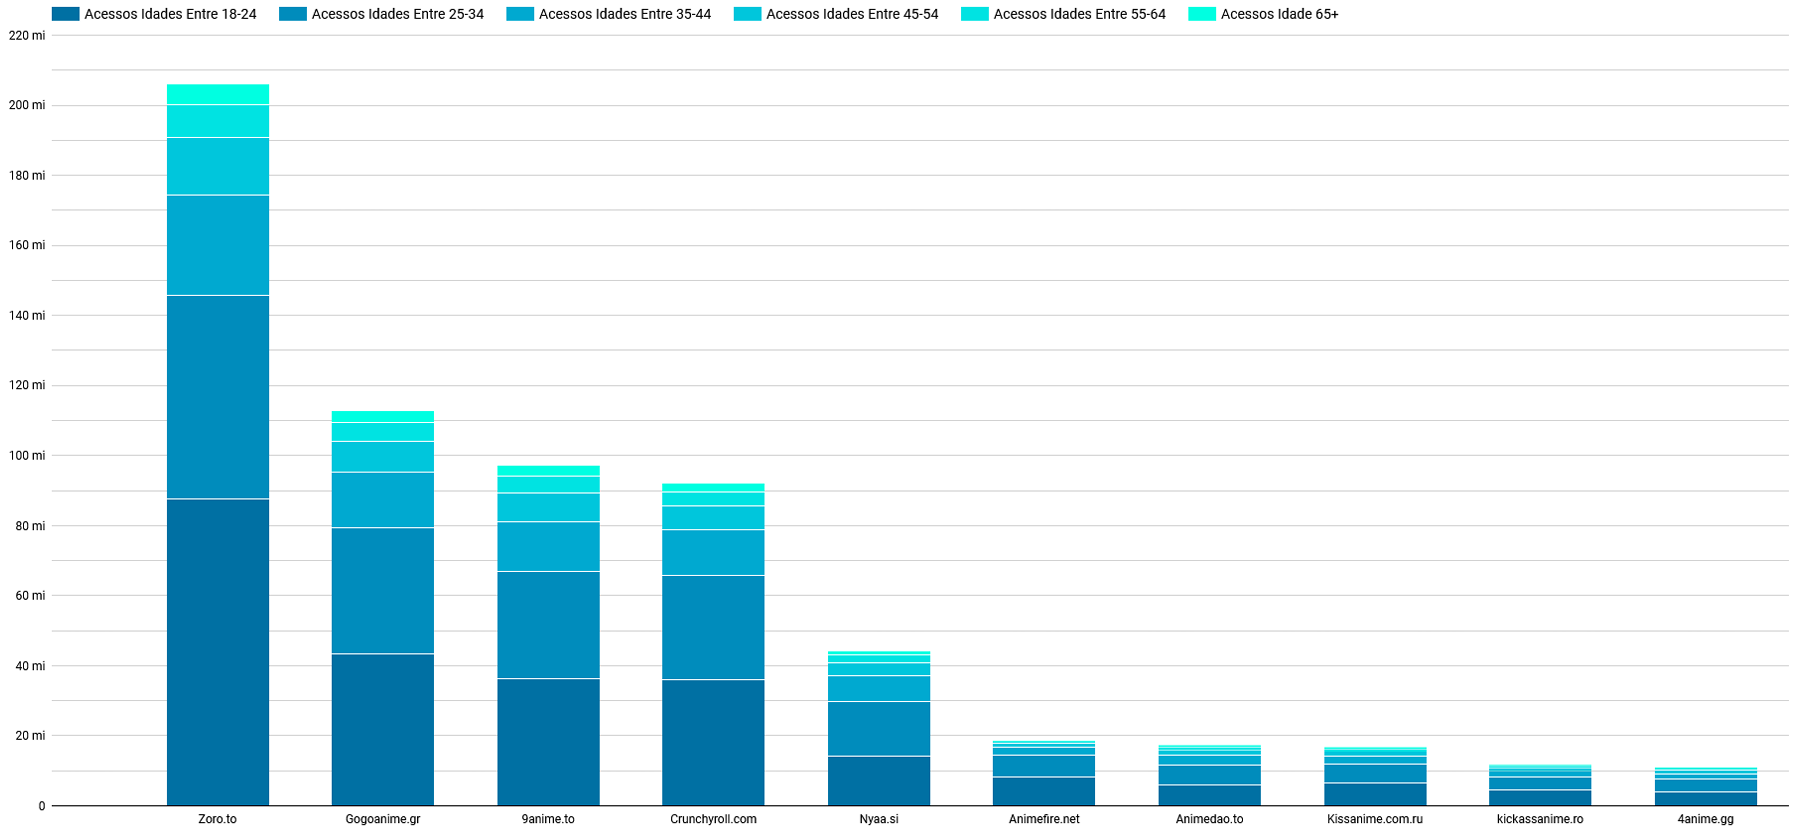 Acessos Idades Entre 18-24 Acessos Idades Entre 25-34 Acessos Idades Entre 35-44 Acessos Idades Entre 45-54 Acessos Idades Entre 55-64 Acessos Idade 65+
220 mi
200 mi
180 mi
160 mi
140 mi
120 mi
100 mi
80 mi
60 mi
40 mi
20 mi
0
Zoro.to Gogoanime.gr 9anime.to Crunchyroll.com Nyaa.si Animefire.net Animedao.to Kissanime.com.ru kickassanime.ro 4anime.gg